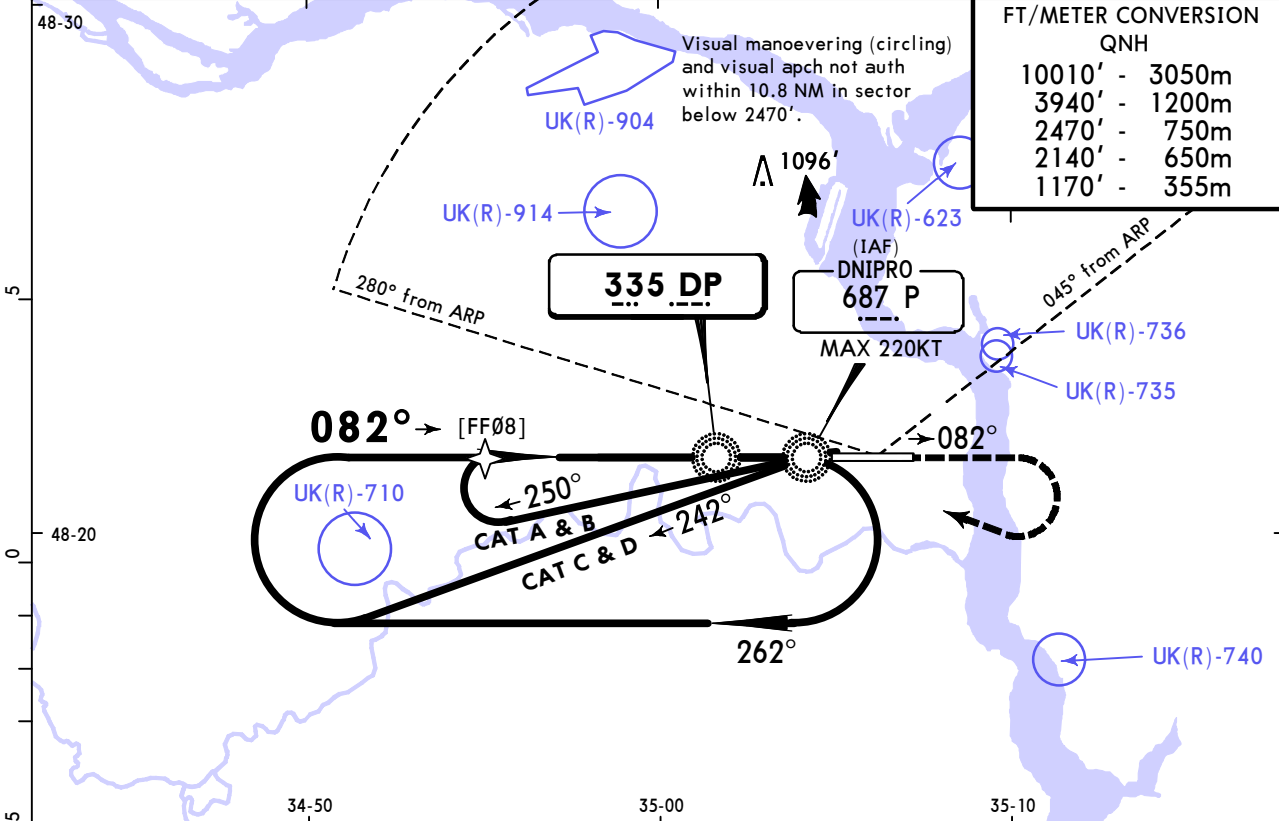 48-30
FT/METER CONVERSION
QNH
10010' - 3050m
3940' - 1200m
2470' - 750m
2140' - 650m
1170' - 355m
Visual manoevering (circling)
and visual apch not auth
within 10.8 NM in sector
below 2470'.
UK(R)-904
1096'
UK(R)-914
UK(R)-623
(IAF)
DNIPRO
687 P
MAX 220KT
335 DP
045° from ARP
280° from ARP
5
UK(R)-736
UK(R)-735
082°
[FFØ8]
082°
UK(R)-710
250°
CAT A & B
242°
CAT C & D
48-20
0
262°
UK(R)-740
5
34-50
35-00
35-10